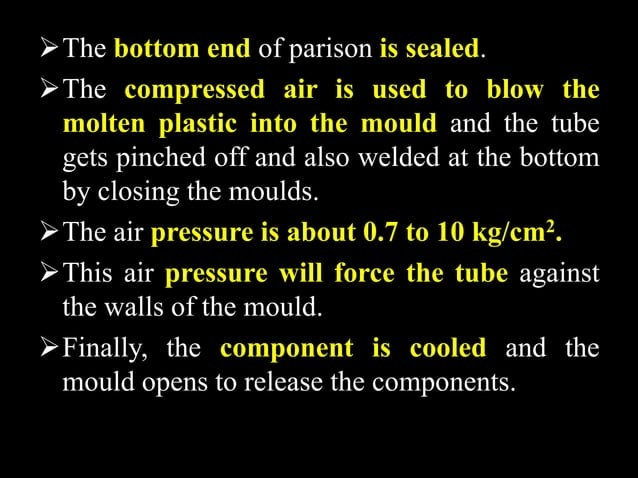 ➢The bottom end of parison is sealed.
➢The compressed air is used to blow the
molten plastic into the mould and the tube
gets pinched off and also welded at the bottom
by closing the moulds.
➢The air pressure is about 0.7 to 10 kg/cm².
➢This air pressure will force the tube against
the walls of the mould.
➢Finally, the component is cooled and the
mould opens to release the components.